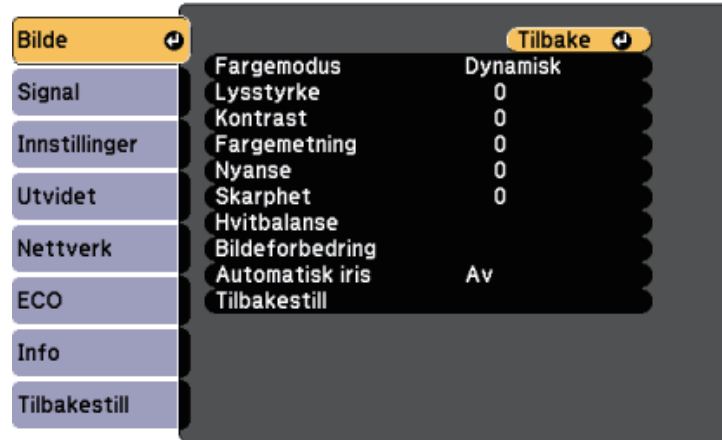 Bilde
Signal
Innstillinger
Utvidet
Nettverk
ECO
Info
Tilbakestill
Tilbake
Fargemodus Dynamisk
Lysstyrke 0
Kontrast 0
Fargemetning 0
Nyanse 0
Skarphet 0
Hvitbalanse
Bildeforbedring
Automatisk iris Av
Tilbakestill